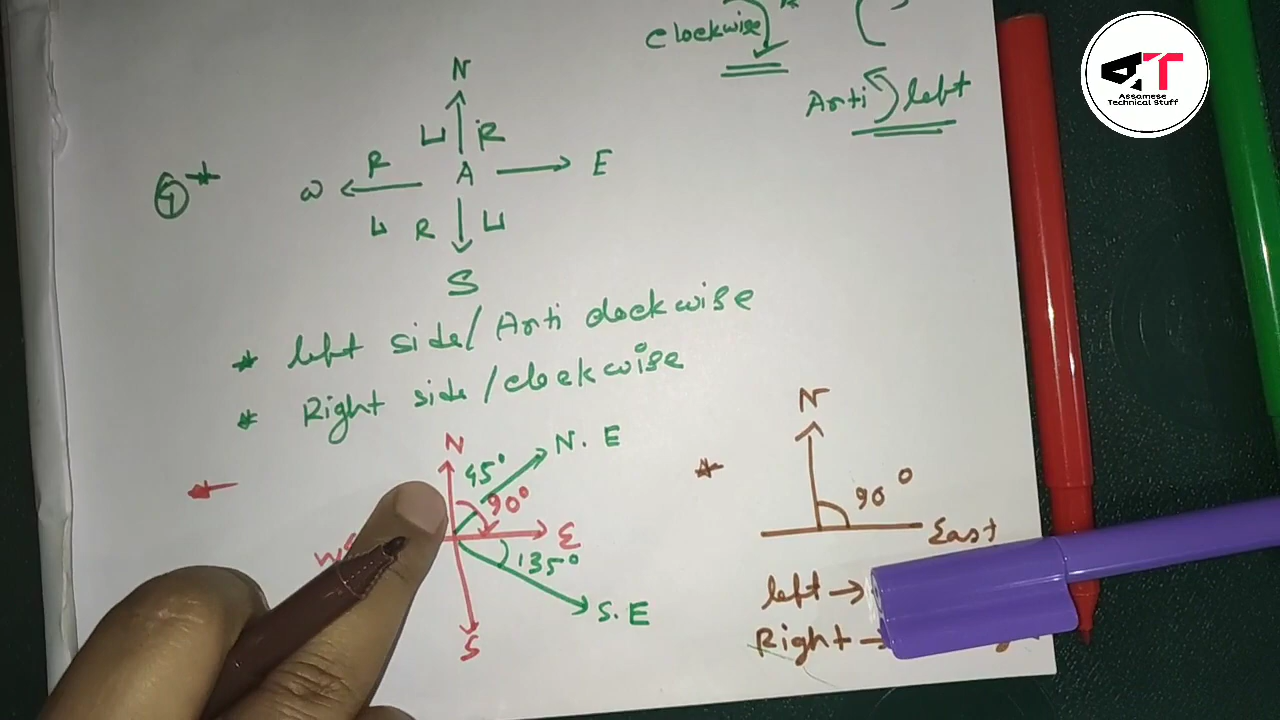 clockwise
Anti left
AT
Assamese
Technical Stuff
N
L R
R
W A E
L R L
S
* left side/Anti clockwise
* Right side/clockwise
N
45° N.E
90°
E
135°
S.E
S
* N
90°
East
left →
Right →